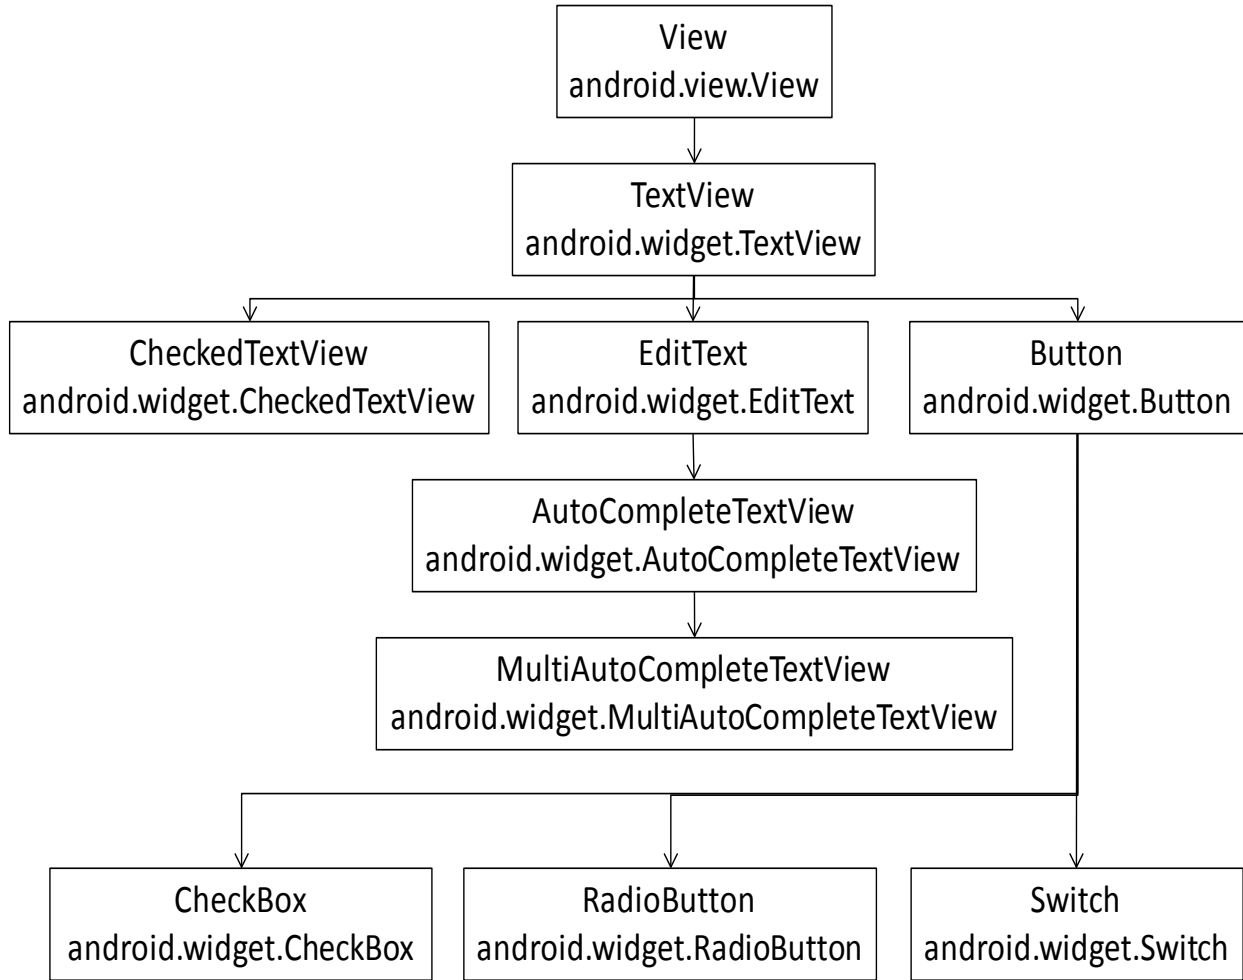 View
android.view.View
TextView
android.widget.TextView
CheckedTextView
android.widget.CheckedTextView
EditText
android.widget.EditText
Button
android.widget.Button
AutoCompleteTextView
android.widget.AutoCompleteTextView
MultiAutoCompleteTextView
android.widget.MultiAutoCompleteTextView
CheckBox
android.widget.CheckBox
RadioButton
android.widget.RadioButton
Switch
android.widget.Switch